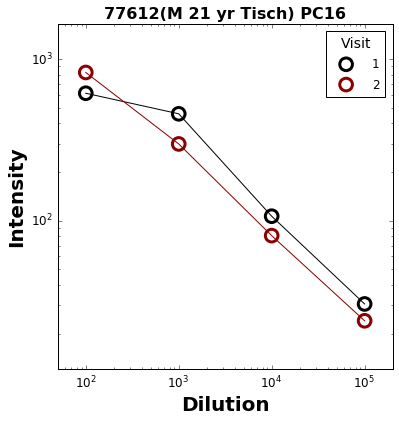 77612(M 21 yr Tisch) PC16
Visit
1
2
Intensity
10³
10²
10² 10³ 10⁴ 10⁵
Dilution